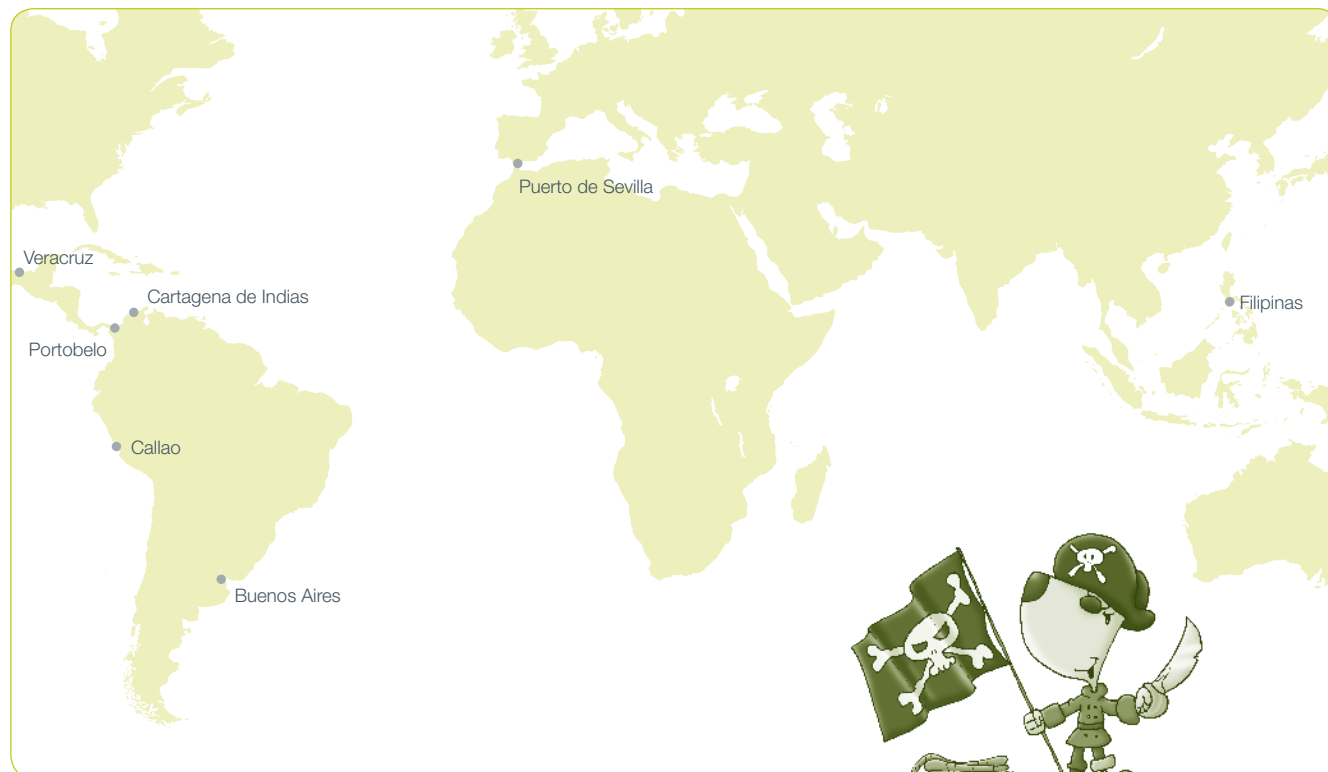 Puerto de Sevilla
Veracruz
Cartagena de Indias
Filipinas
Portobelo
Callao
Buenos Aires